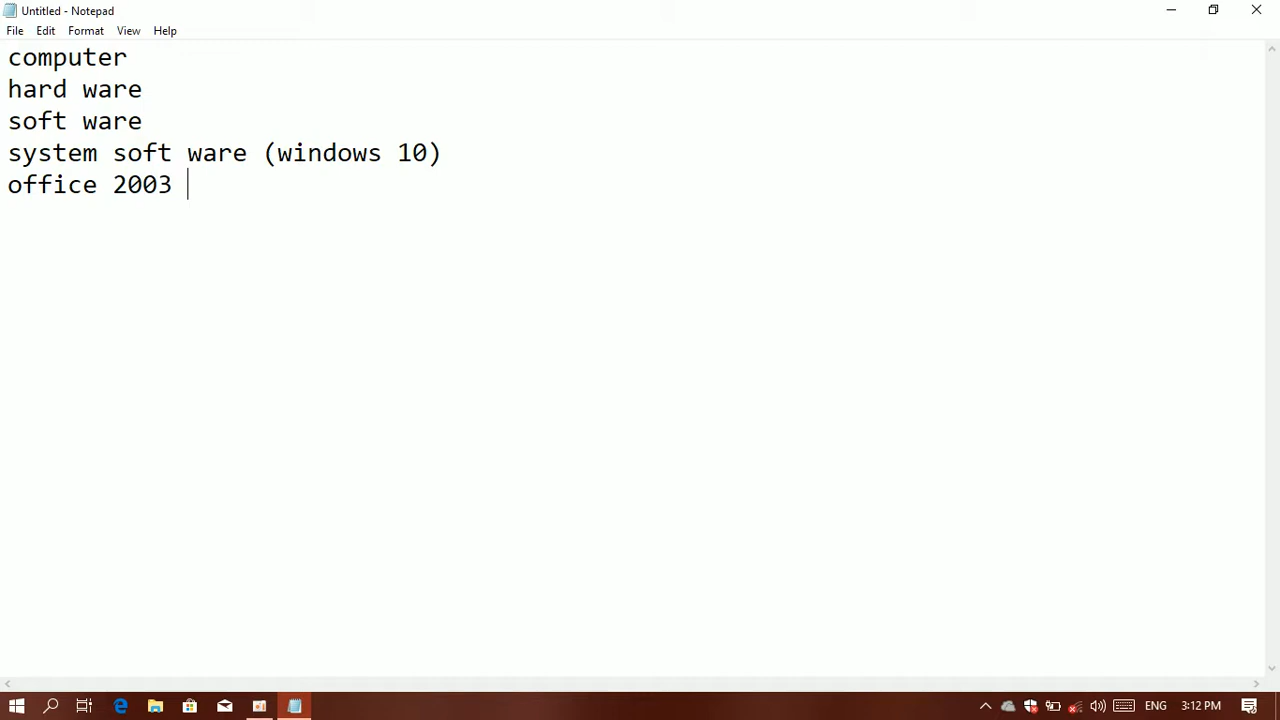 Untitled - Notepad
File Edit Format View Help
computer
hard ware
soft ware
system soft ware (windows 10)
office 2003
ENG 3:12 PM